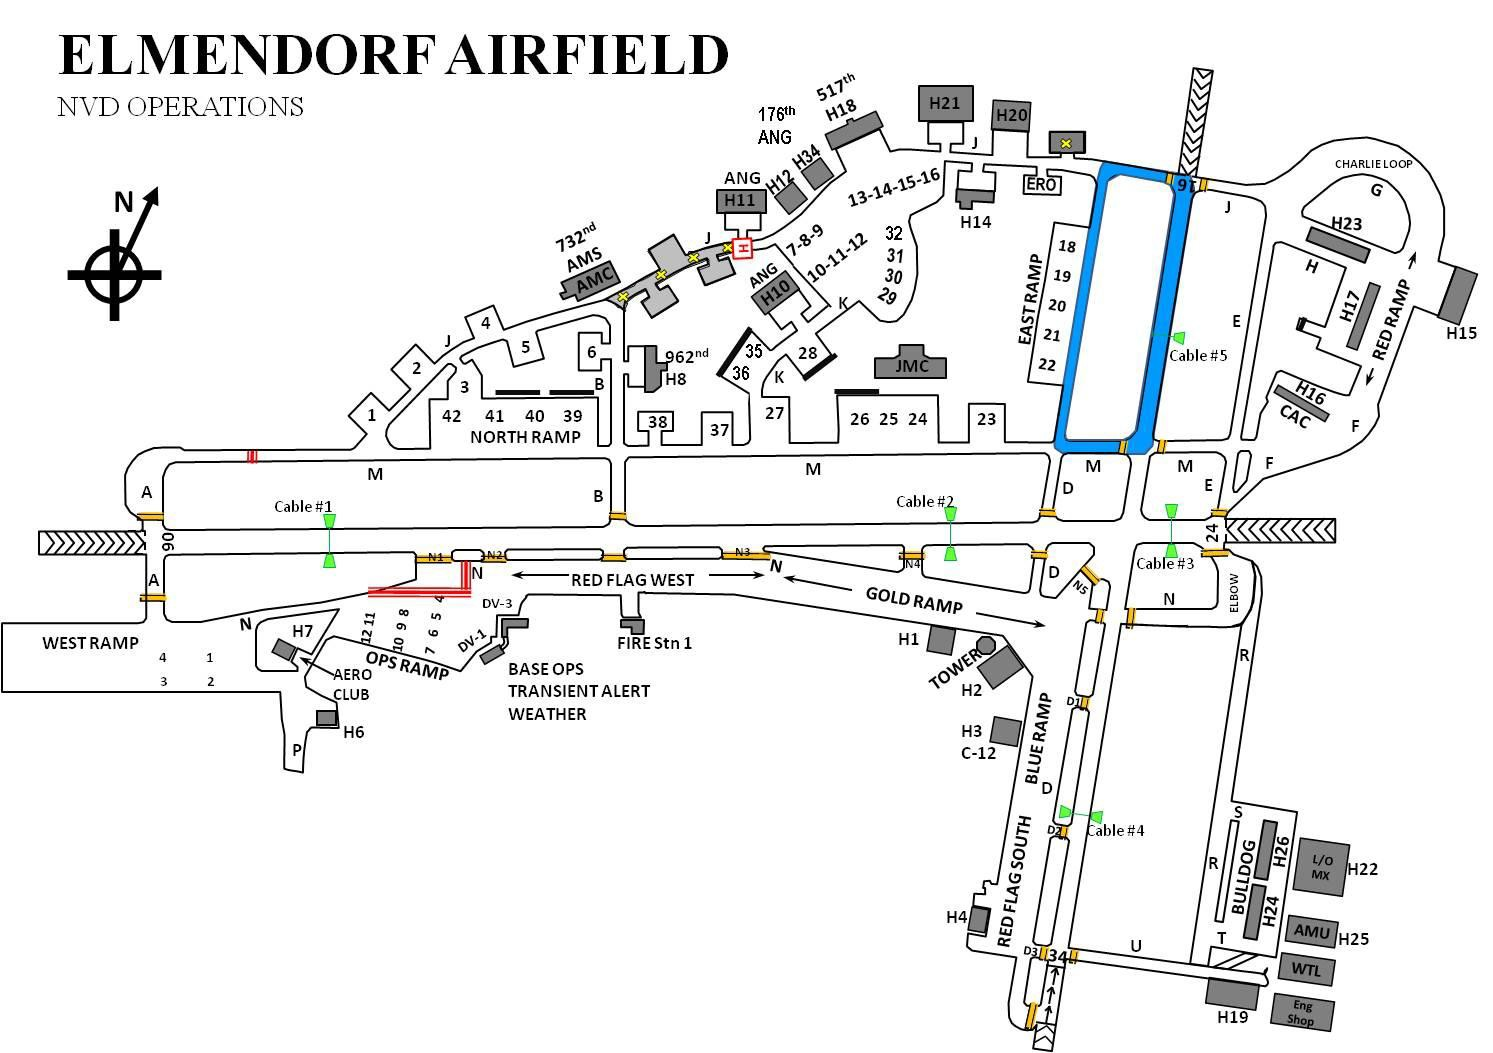 ELMENDORF AIRFIELD
NVD OPERATIONS
N
517th
H18
176th
ANG
H34
H12
ANG
H11
H
732nd
AMS
AMC
H21
H20
J
ERO
H14
13-14-15-16
7-8-9
10-11-12
ANG
H10
K
32
31
30
29
J
J
4
5
2
1
3
6
B
962nd
H8
35
36
K
28
JMC
42
41
40
39
NORTH RAMP
38
37
27
26
25
24
23
EAST RAMP
18
19
20
21
22
16
J
E
Cable #5
CHARLIE LOOP
G
H23
H
H17
RED RAMP
H15
H16
CAC
F
F
M
M
M
M
A
A
B
D
E
Cable #1
Cable #2
Cable #3
06
24
N1
N2
N3
N4
N5
N
N
N
N
D
RED FLAG WEST
GOLD RAMP
ELBOW
WEST RAMP
4
1
3
2
H7
AERO
CLUB
H6
P
12 11
10 9 8
7 6 5 4
OPS RAMP
DV-3
DV-1
BASE OPS
TRANSIENT ALERT
WEATHER
FIRE Stn 1
H1
TOWER
H2
H3
C-12
BLUE RAMP
D
D1
D2
D3
Cable #4
RED FLAG SOUTH
H4
34
U
R
R
S
T
BULLDOG
H26
H24
L/O
MX
H22
AMU
H25
WTL
H19
Eng
Shop